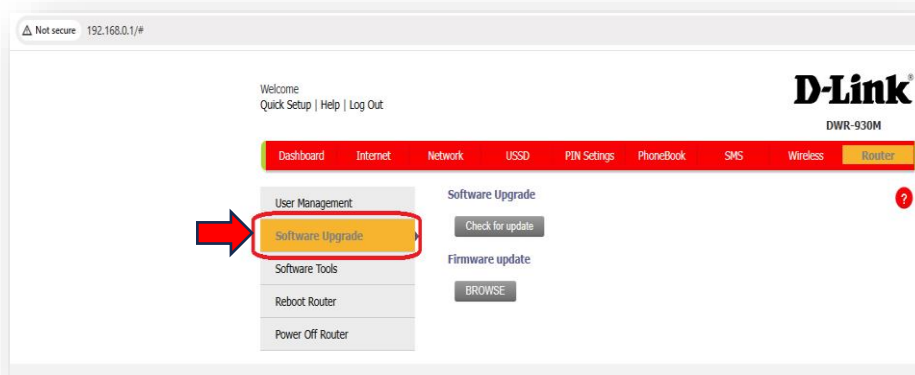 Not secure 192.168.0.1/#
Welcome
Quick Setup | Help | Log Out
D-Link®
DWR-930M
Dashboard Internet Network USSD PIN Setings PhoneBook SMS Wireless Router
User Management
Software Upgrade
Software Tools
Reboot Router
Power Off Router
Software Upgrade
Check for update
Firmware update
BROWSE
?